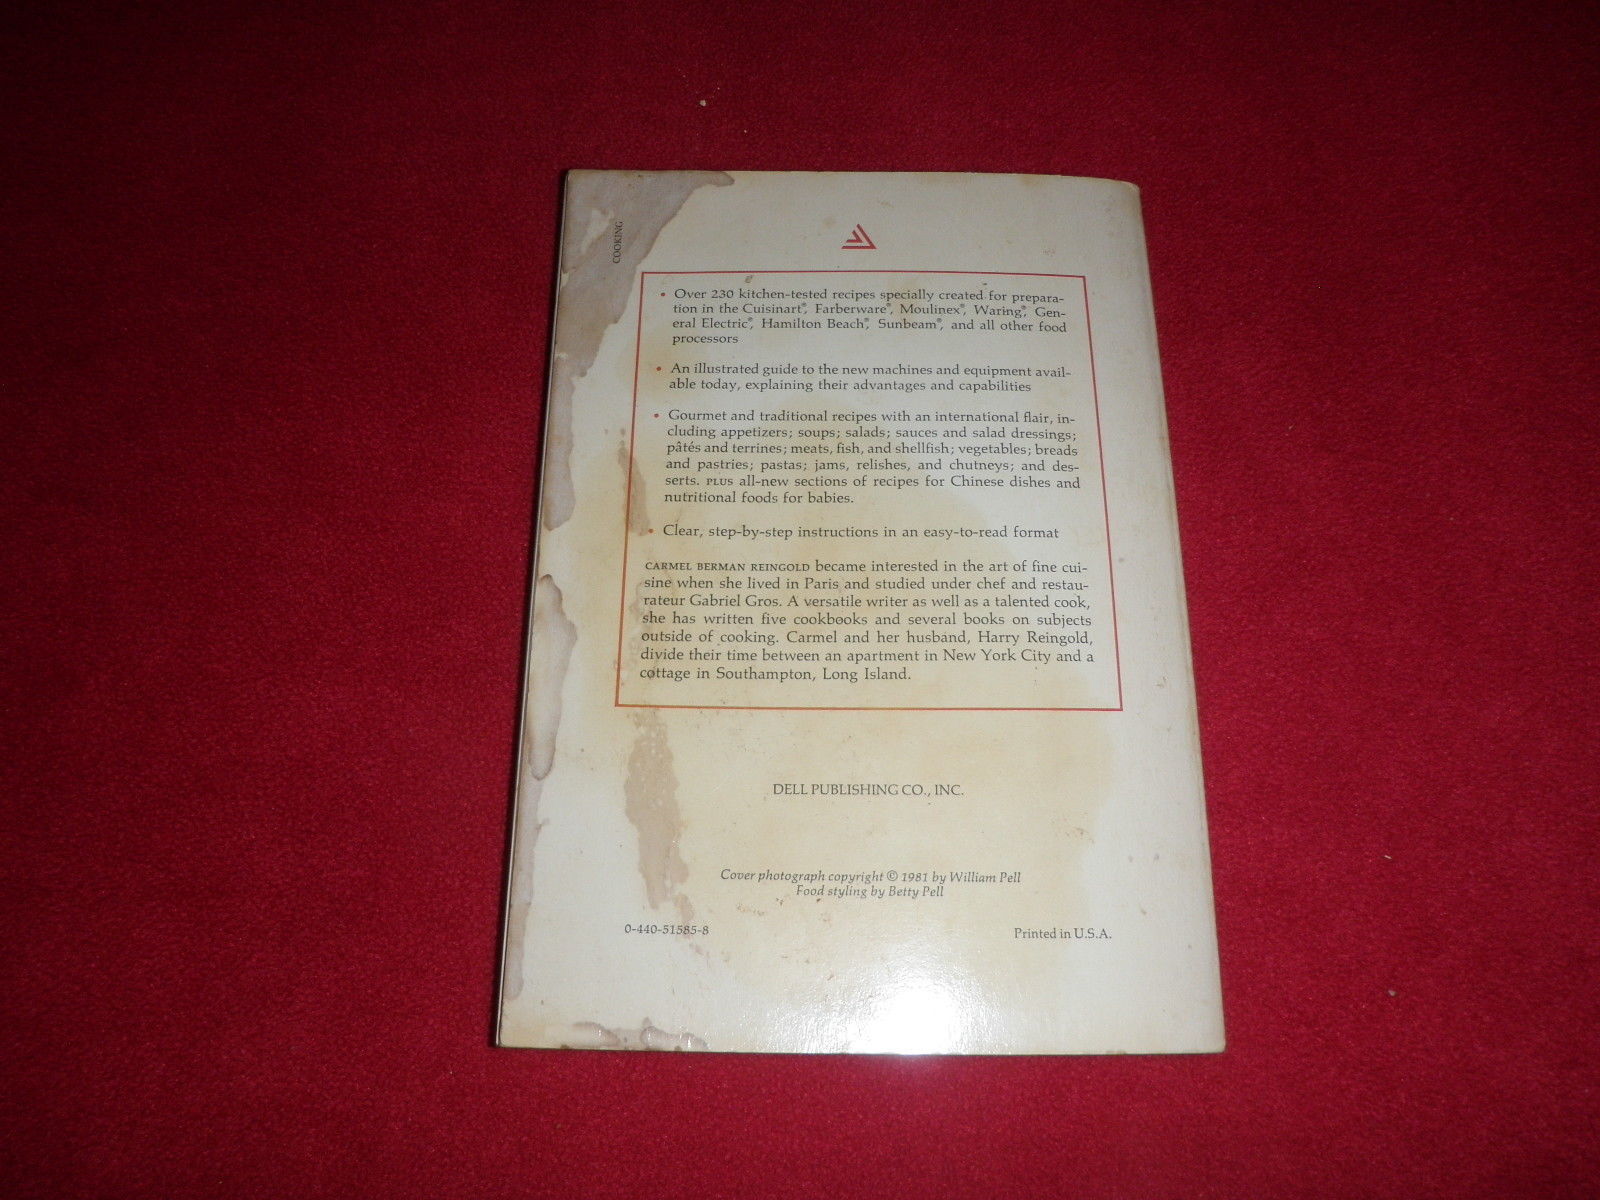 COOKING
• Over 230 kitchen-tested recipes specially created for prepara-
tion in the Cuisinart®, Farberware®, Moulinex®, Waring®, Gen-
eral Electric®, Hamilton Beach®, Sunbeam®, and all other food
processors
• An illustrated guide to the new machines and equipment avail-
able today, explaining their advantages and capabilities
• Gourmet and traditional recipes with an international flair, in-
cluding appetizers; soups; salads; sauces and salad dressings;
pâtés and terrines; meats, fish, and shellfish; vegetables; breads
and pastries; pastas; jams, relishes, and chutneys; and des-
serts. PLUS all-new sections of recipes for Chinese dishes and
nutritional foods for babies.
• Clear, step-by-step instructions in an easy-to-read format
CARMEL BERMAN REINGOLD became interested in the art of fine cui-
sine when she lived in Paris and studied under chef and restau-
rateur Gabriel Gros. A versatile writer as well as a talented cook,
she has written five cookbooks and several books on subjects
outside of cooking. Carmel and her husband, Harry Reingold,
divide their time between an apartment in New York City and a
cottage in Southampton, Long Island.
DELL PUBLISHING CO., INC.
Cover photograph copyright © 1981 by William Pell
Food styling by Betty Pell
0-440-51585-8
Printed in U.S.A.